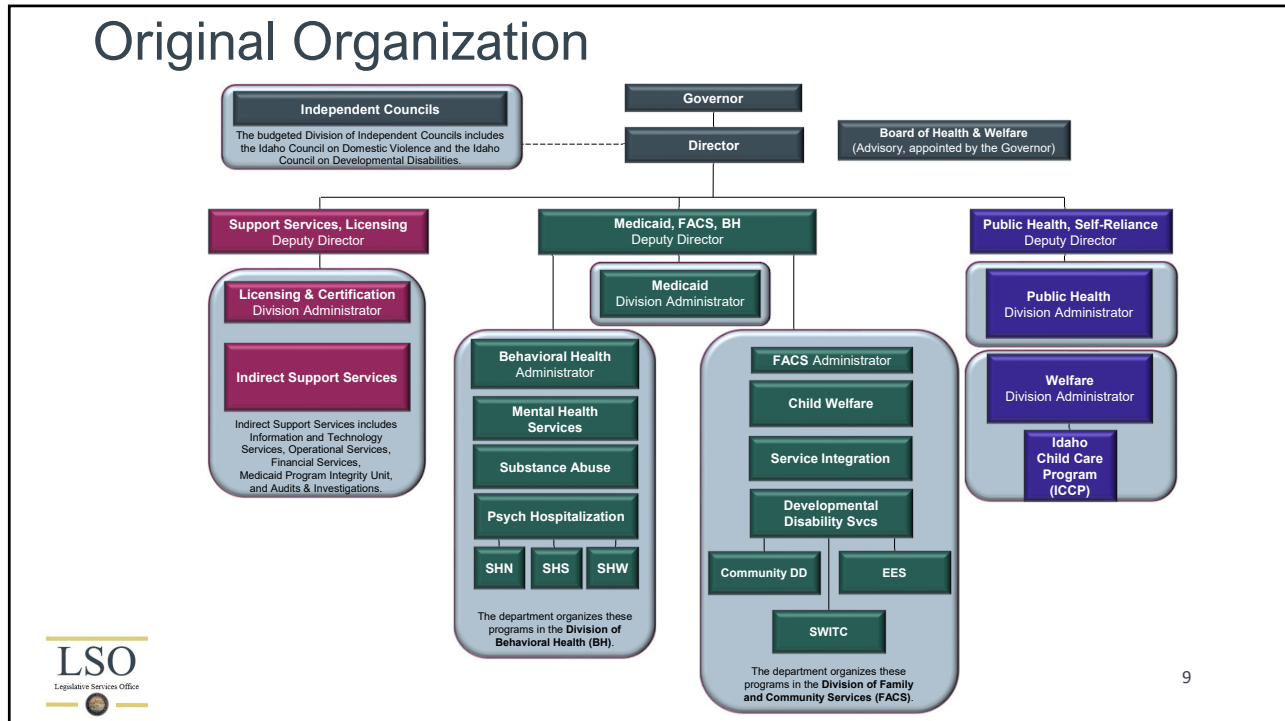 Original Organization
Independent Councils
The budgeted Division of Independent Councils includes
the Idaho Council on Domestic Violence and the Idaho
Council on Developmental Disabilities.
Governor
Director
Board of Health & Welfare
(Advisory, appointed by the Governor)
Support Services, Licensing
Deputy Director
Licensing & Certification
Division Administrator
Indirect Support Services
Indirect Support Services includes
Information and Technology
Services, Operational Services,
Financial Services,
Medicaid Program Integrity Unit,
and Audits & Investigations.
Medicaid, FACS, BH
Deputy Director
Medicaid
Division Administrator
Behavioral Health
Administrator
Mental Health
Services
Substance Abuse
Psych Hospitalization
SHN
SHS
SHW
The department organizes these
programs in the Division of
Behavioral Health (BH).
FACS Administrator
Child Welfare
Service Integration
Developmental
Disability Svcs
Community DD
EES
SWITC
The department organizes these
programs in the Division of Family
and Community Services (FACS).
Public Health, Self-Reliance
Deputy Director
Public Health
Division Administrator
Welfare
Division Administrator
Idaho
Child Care
Program
(ICCP)
LSO
Legislative Services Office
9